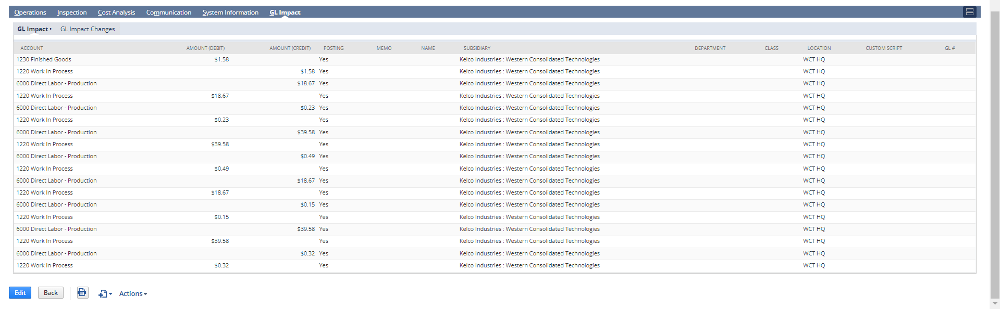 Operations Inspection Cost Analysis Communication System Information GL Impact
GL Impact • GL Impact Changes
ACCOUNT AMOUNT (DEBIT) AMOUNT (CREDIT) POSTING MEMO NAME SUBSIDIARY DEPARTMENT CLASS LOCATION CUSTOM SCRIPT GL #
1230 Finished Goods $1.58 Yes Kelco Industries : Western Consolidated Technologies WCT HQ
1220 Work In Process $1.58 Yes Kelco Industries : Western Consolidated Technologies WCT HQ
6000 Direct Labor - Production $18.67 Yes Kelco Industries : Western Consolidated Technologies WCT HQ
1220 Work In Process $18.67 Yes Kelco Industries : Western Consolidated Technologies WCT HQ
6000 Direct Labor - Production $0.23 Yes Kelco Industries : Western Consolidated Technologies WCT HQ
1220 Work In Process $0.23 Yes Kelco Industries : Western Consolidated Technologies WCT HQ
6000 Direct Labor - Production $39.58 Yes Kelco Industries : Western Consolidated Technologies WCT HQ
1220 Work In Process $39.58 Yes Kelco Industries : Western Consolidated Technologies WCT HQ
6000 Direct Labor - Production $0.49 Yes Kelco Industries : Western Consolidated Technologies WCT HQ
1220 Work In Process $0.49 Yes Kelco Industries : Western Consolidated Technologies WCT HQ
6000 Direct Labor - Production $18.67 Yes Kelco Industries : Western Consolidated Technologies WCT HQ
1220 Work In Process $18.67 Yes Kelco Industries : Western Consolidated Technologies WCT HQ
6000 Direct Labor - Production $0.15 Yes Kelco Industries : Western Consolidated Technologies WCT HQ
1220 Work In Process $0.15 Yes Kelco Industries : Western Consolidated Technologies WCT HQ
6000 Direct Labor - Production $39.58 Yes Kelco Industries : Western Consolidated Technologies WCT HQ
1220 Work In Process $39.58 Yes Kelco Industries : Western Consolidated Technologies WCT HQ
6000 Direct Labor - Production $0.32 Yes Kelco Industries : Western Consolidated Technologies WCT HQ
1220 Work In Process $0.32 Yes Kelco Industries : Western Consolidated Technologies WCT HQ
Edit Back Actions